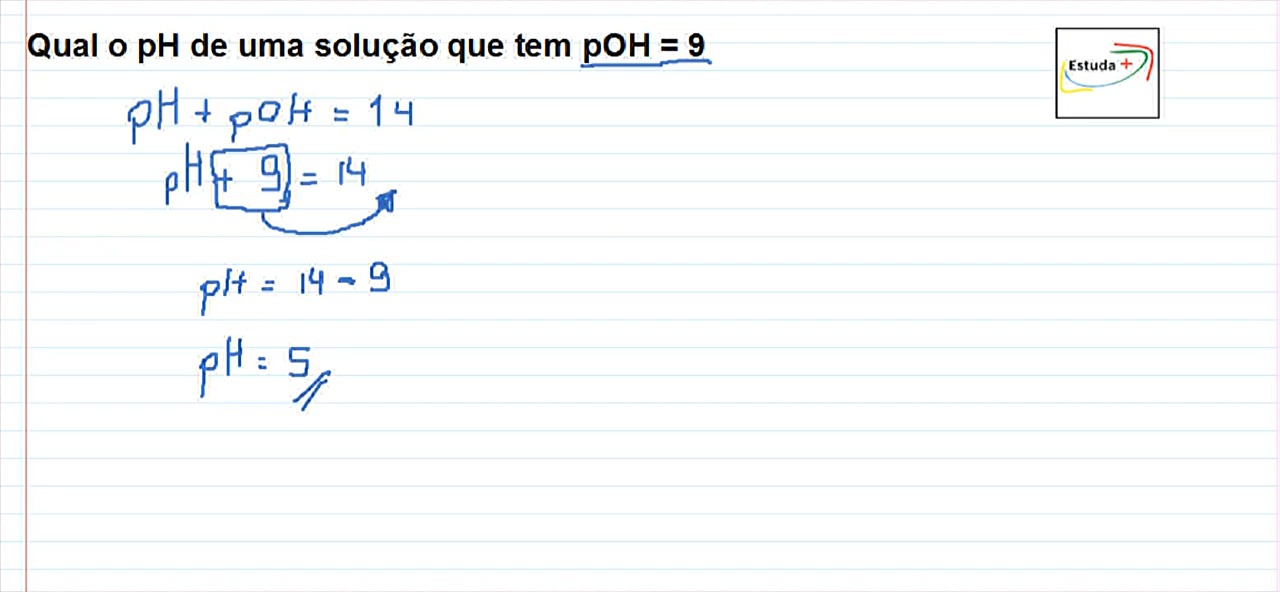 Qual o pH de uma solução que tem pOH = 9
Estuda +
pH + pOH = 14
pH + 9 = 14
pH = 14 - 9
pH = 5